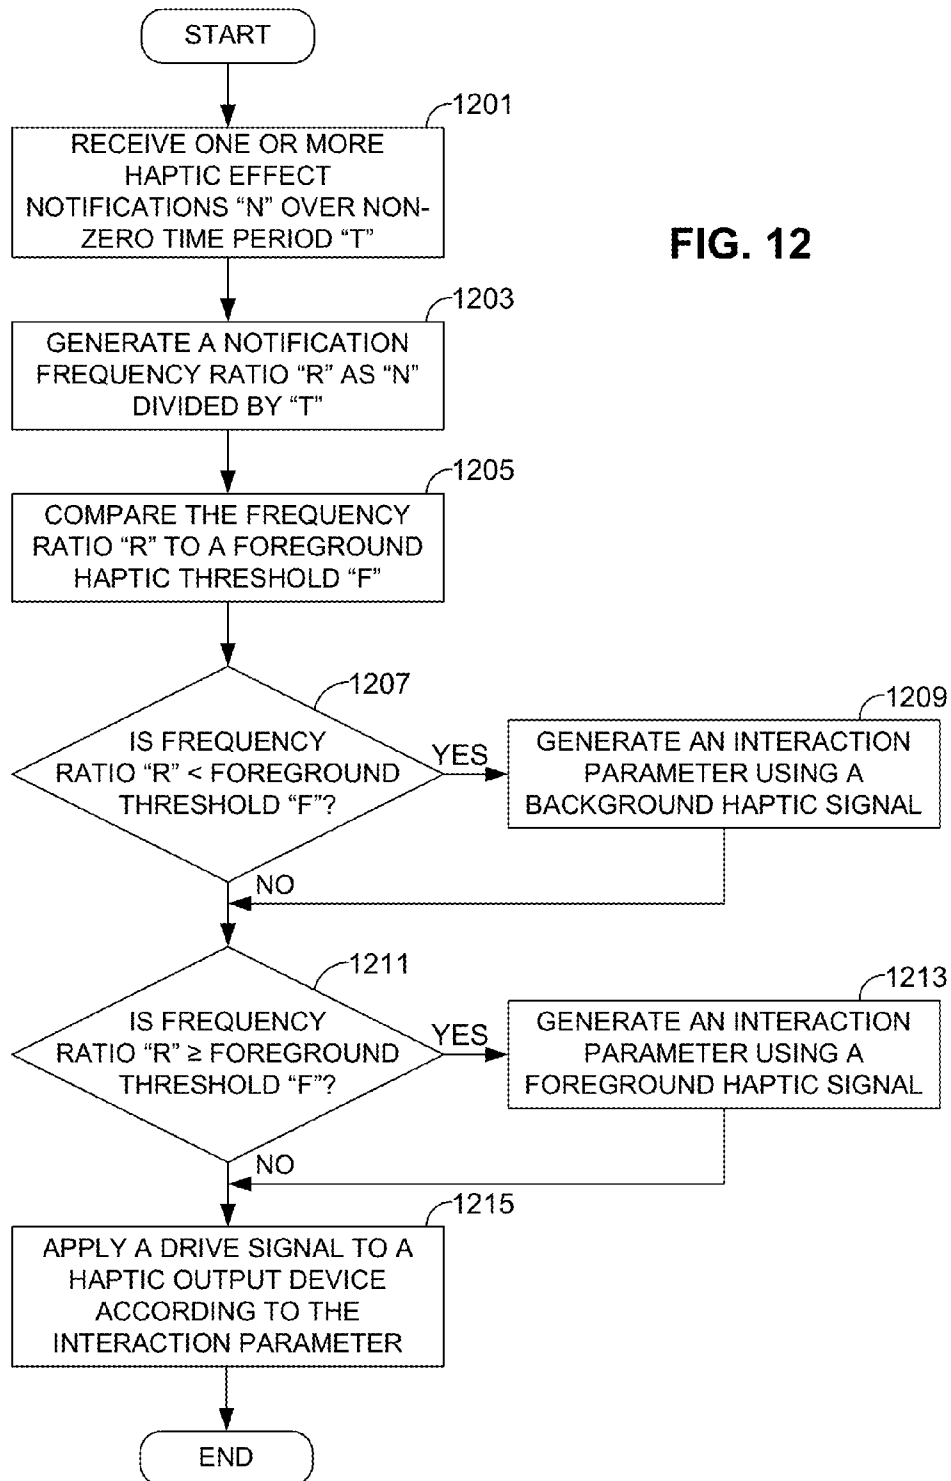 START
1201
RECEIVE ONE OR MORE
HAPTIC EFFECT
NOTIFICATIONS “N” OVER NON-
ZERO TIME PERIOD “T”
FIG. 12
1203
GENERATE A NOTIFICATION
FREQUENCY RATIO “R” AS “N”
DIVIDED BY “T”
1205
COMPARE THE FREQUENCY
RATIO “R” TO A FOREGROUND
HAPTIC THRESHOLD “F”
1207
IS FREQUENCY
RATIO “R” < FOREGROUND
THRESHOLD “F”?
YES
1209
GENERATE AN INTERACTION
PARAMETER USING A
BACKGROUND HAPTIC SIGNAL
NO
1211
IS FREQUENCY
RATIO “R” ≥ FOREGROUND
THRESHOLD “F”?
YES
1213
GENERATE AN INTERACTION
PARAMETER USING A
FOREGROUND HAPTIC SIGNAL
NO
1215
APPLY A DRIVE SIGNAL TO A
HAPTIC OUTPUT DEVICE
ACCORDING TO THE
INTERACTION PARAMETER
END